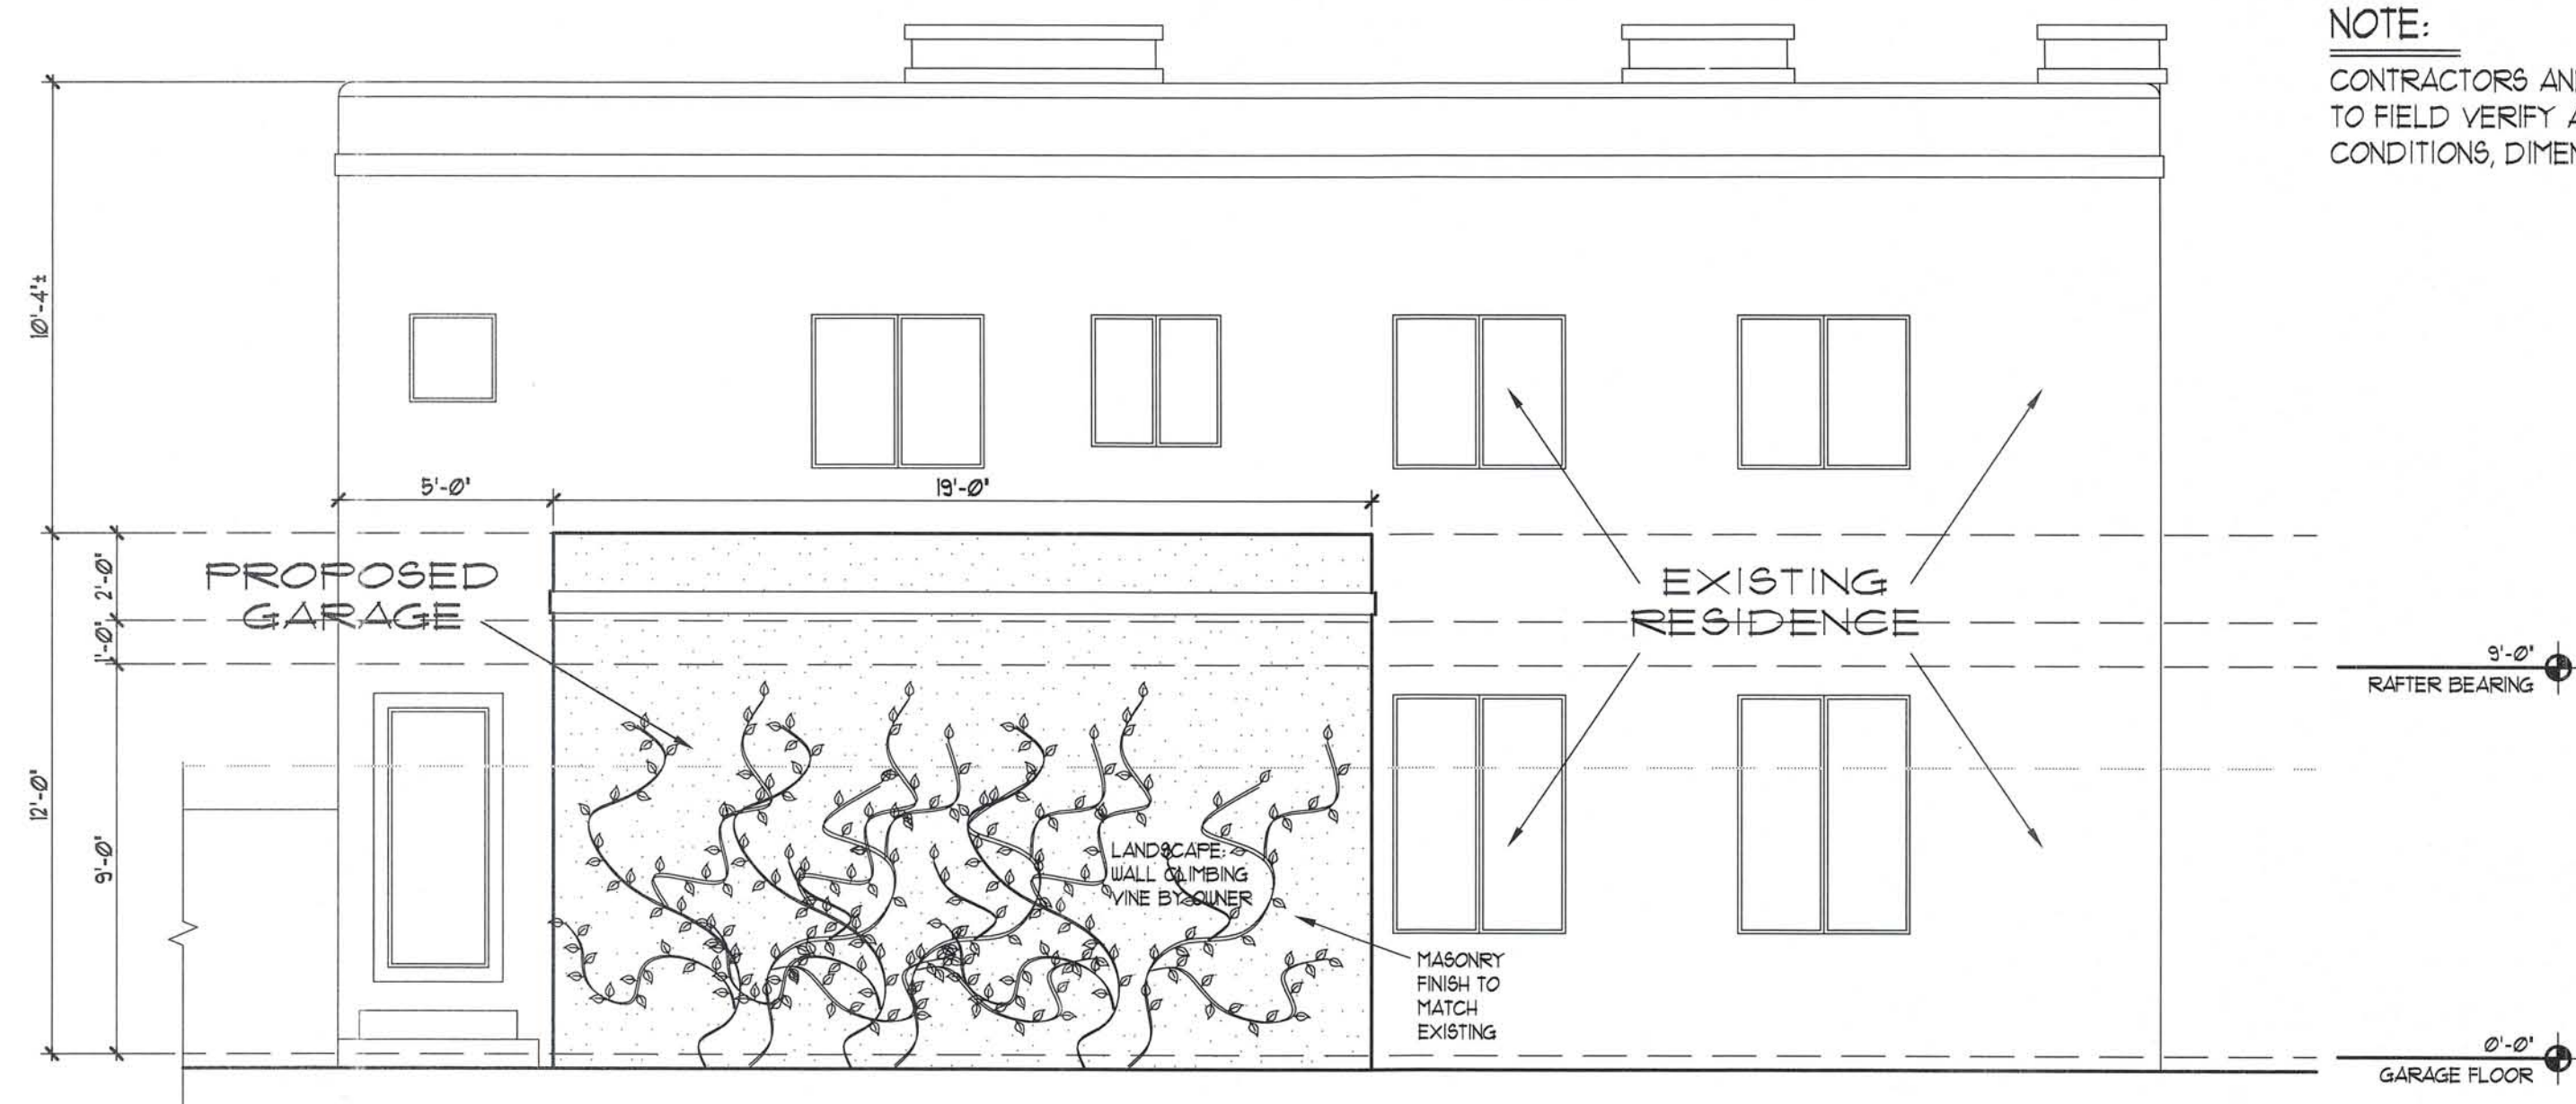 NOTE:
CONTRACTORS AN
TO FIELD VERIFY A
CONDITIONS, DIMEN
10'-4"±
5'-0"
19'-0"
PROPOSED
GARAGE
2'-0"
1'-0"
EXISTING
RESIDENCE
9'-0"
RAFTER BEARING
12'-0"
9'-0"
LANDSCAPE:
WALL CLIMBING
VINE BY OWNER
MASONRY
FINISH TO
MATCH
EXISTING
0'-0"
GARAGE FLOOR